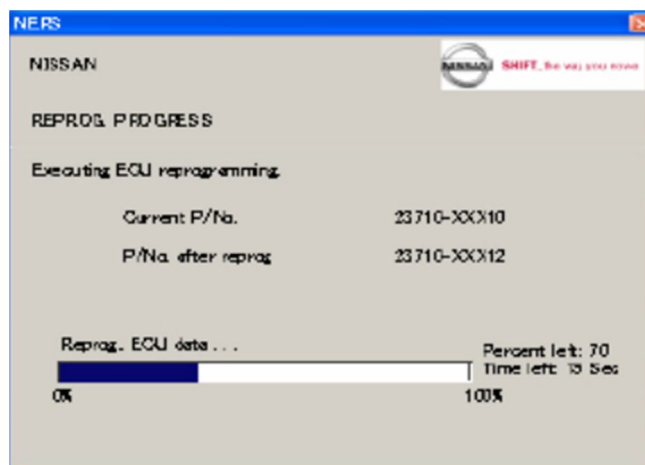 NERS
NISSAN
NISSAN SHIFT_the way you move
REPROG. PROGRESS
Executing ECU reprogramming.
Current P/No. 23710-XXX10
P/No. after reprog 23710-XXX12
Reprog. ECU data . . .
Percent left: 70
Time left: Sec
0% 100%